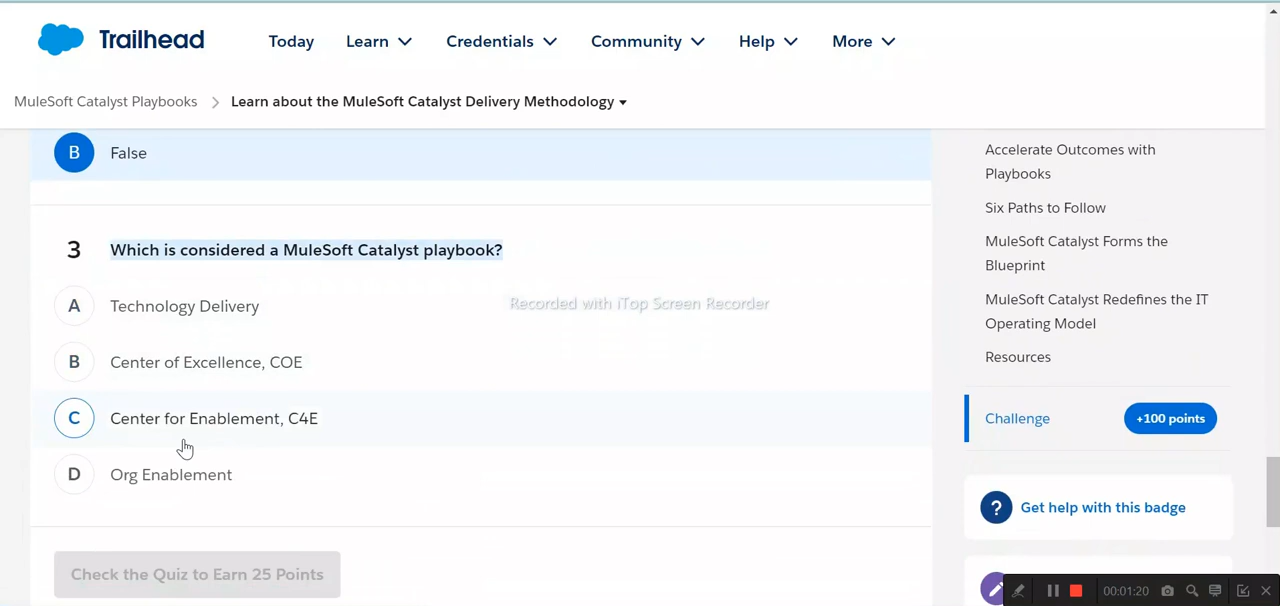 Trailhead
Today Learn Credentials Community Help More
MuleSoft Catalyst Playbooks > Learn about the MuleSoft Catalyst Delivery Methodology
B False
3 Which is considered a MuleSoft Catalyst playbook?
A Technology Delivery
B Center of Excellence, COE
C Center for Enablement, C4E
D Org Enablement
Check the Quiz to Earn 25 Points
Recorded with iTop Screen Recorder
Accelerate Outcomes with
Playbooks
Six Paths to Follow
MuleSoft Catalyst Forms the
Blueprint
MuleSoft Catalyst Redefines the IT
Operating Model
Resources
Challenge +100 points
? Get help with this badge
00:01:20